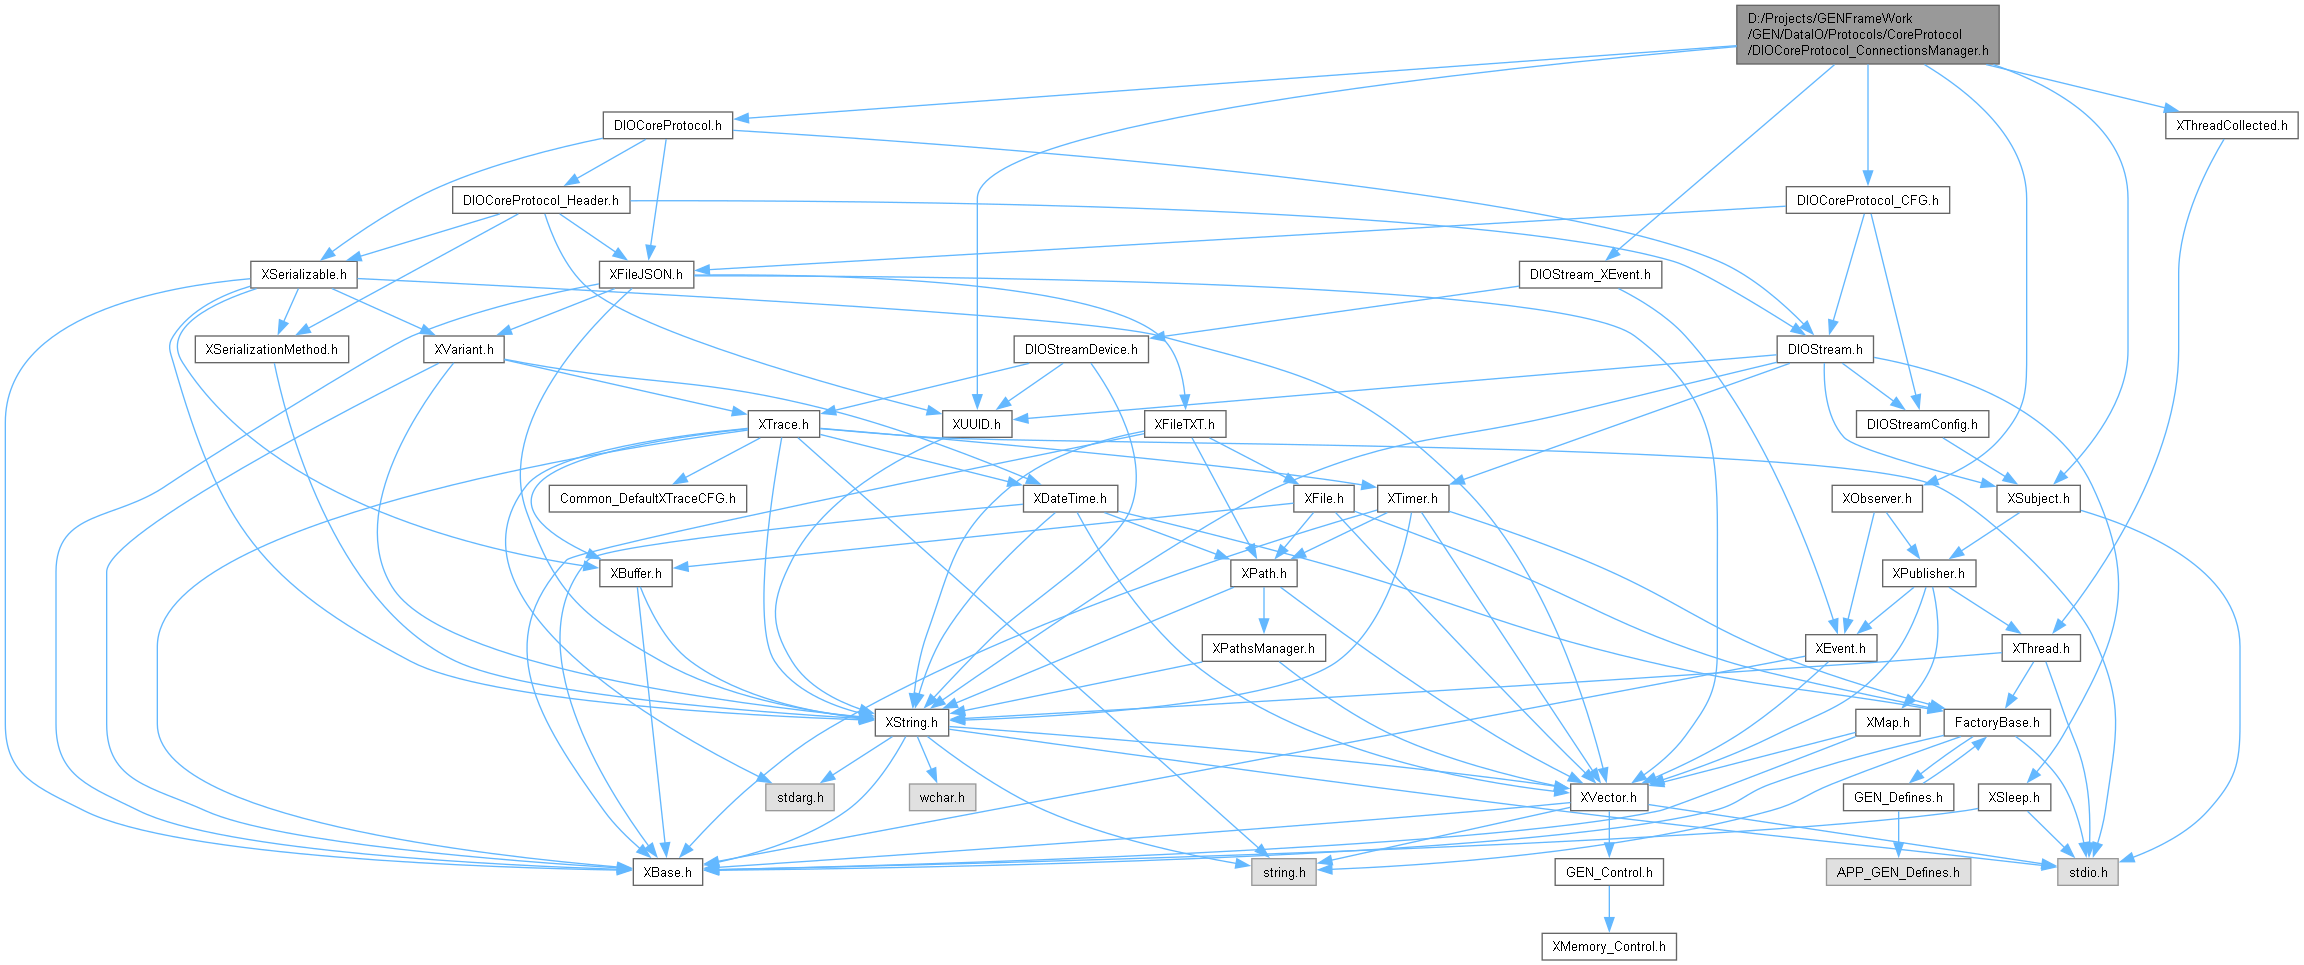 D:/Projects/GENFrameWork
/GEN/DataIO/Protocols/CoreProtocol
/DIOCoreProtocol_ConnectionsManager.h
DIOCoreProtocol.h
XThreadCollected.h
DIOCoreProtocol_Header.h
DIOCoreProtocol_CFG.h
XSerializable.h
XFileJSON.h
DIOStream_XEvent.h
XSerializationMethod.h
XVariant.h
DIOStreamDevice.h
DIOStream.h
XTrace.h
XUUID.h
XFileTXT.h
DIOStreamConfig.h
Common_DefaultXTraceCFG.h
XDateTime.h
XFile.h
XTimer.h
XObserver.h
XSubject.h
XBuffer.h
XPath.h
XPublisher.h
XPathsManager.h
XEvent.h
XThread.h
XString.h
XMap.h
FactoryBase.h
stdarg.h
wchar.h
XVector.h
GEN_Defines.h
XSleep.h
XBase.h
string.h
GEN_Control.h
APP_GEN_Defines.h
stdio.h
XMemory_Control.h